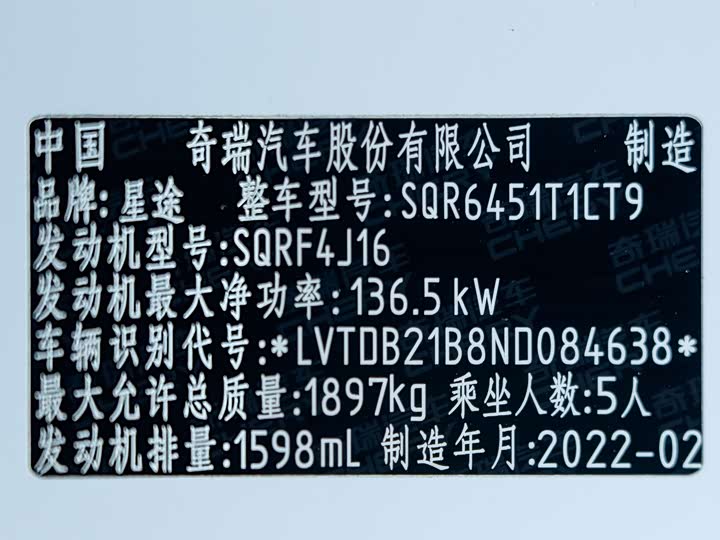 中国 奇瑞汽车股份有限公司 制造
品牌:星途 整车型号:SQR6451T1CT9
发动机型号:SQRF4J16
发动机最大净功率:136.5kW
车辆识别代号:*LVTDB21B8ND084638*
最大允许总质量:1897kg 乘坐人数:5人
发动机排量:1598mL 制造年月:2022-02